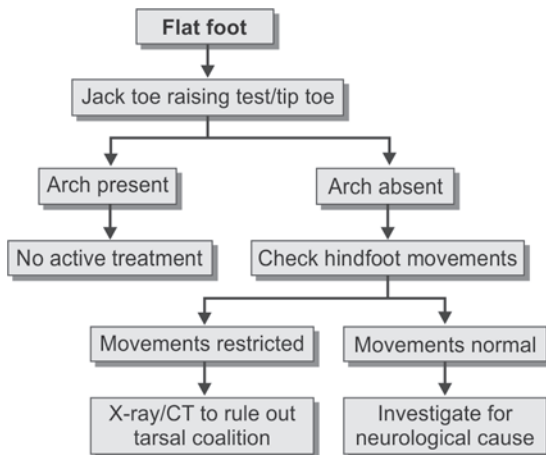 Flat foot
Jack toe raising test/tip toe
Arch present
Arch absent
No active treatment
Check hindfoot movements
Movements restricted
Movements normal
X-ray/CT to rule out
tarsal coalition
Investigate for
neurological cause